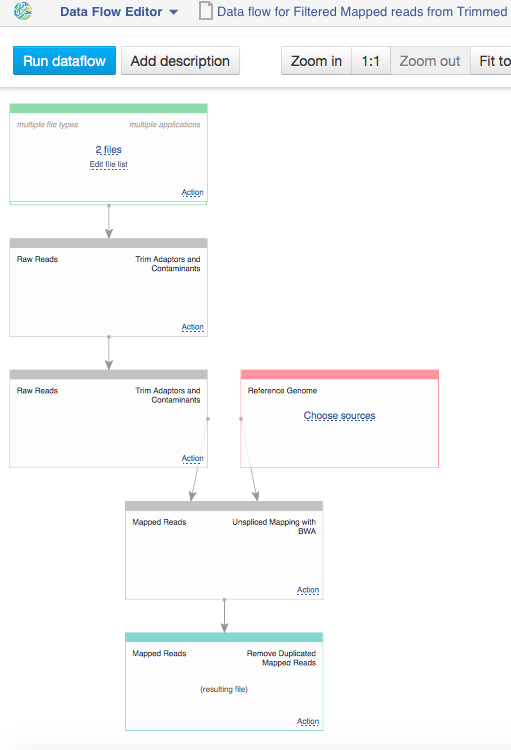 Data Flow Editor Data flow for Filtered Mapped reads from Trimmed
Run dataflow Add description Zoom in 1:1 Zoom out Fit to
multiple file types multiple applications
2 files
Edit file list
Action
Raw Reads Trim Adaptors and
Contaminants
Action
Raw Reads Trim Adaptors and
Contaminants
Action
Reference Genome
Choose sources
Mapped Reads Unspliced Mapping with
BWA
Action
Mapped Reads Remove Duplicated
Mapped Reads
(resulting file)
Action